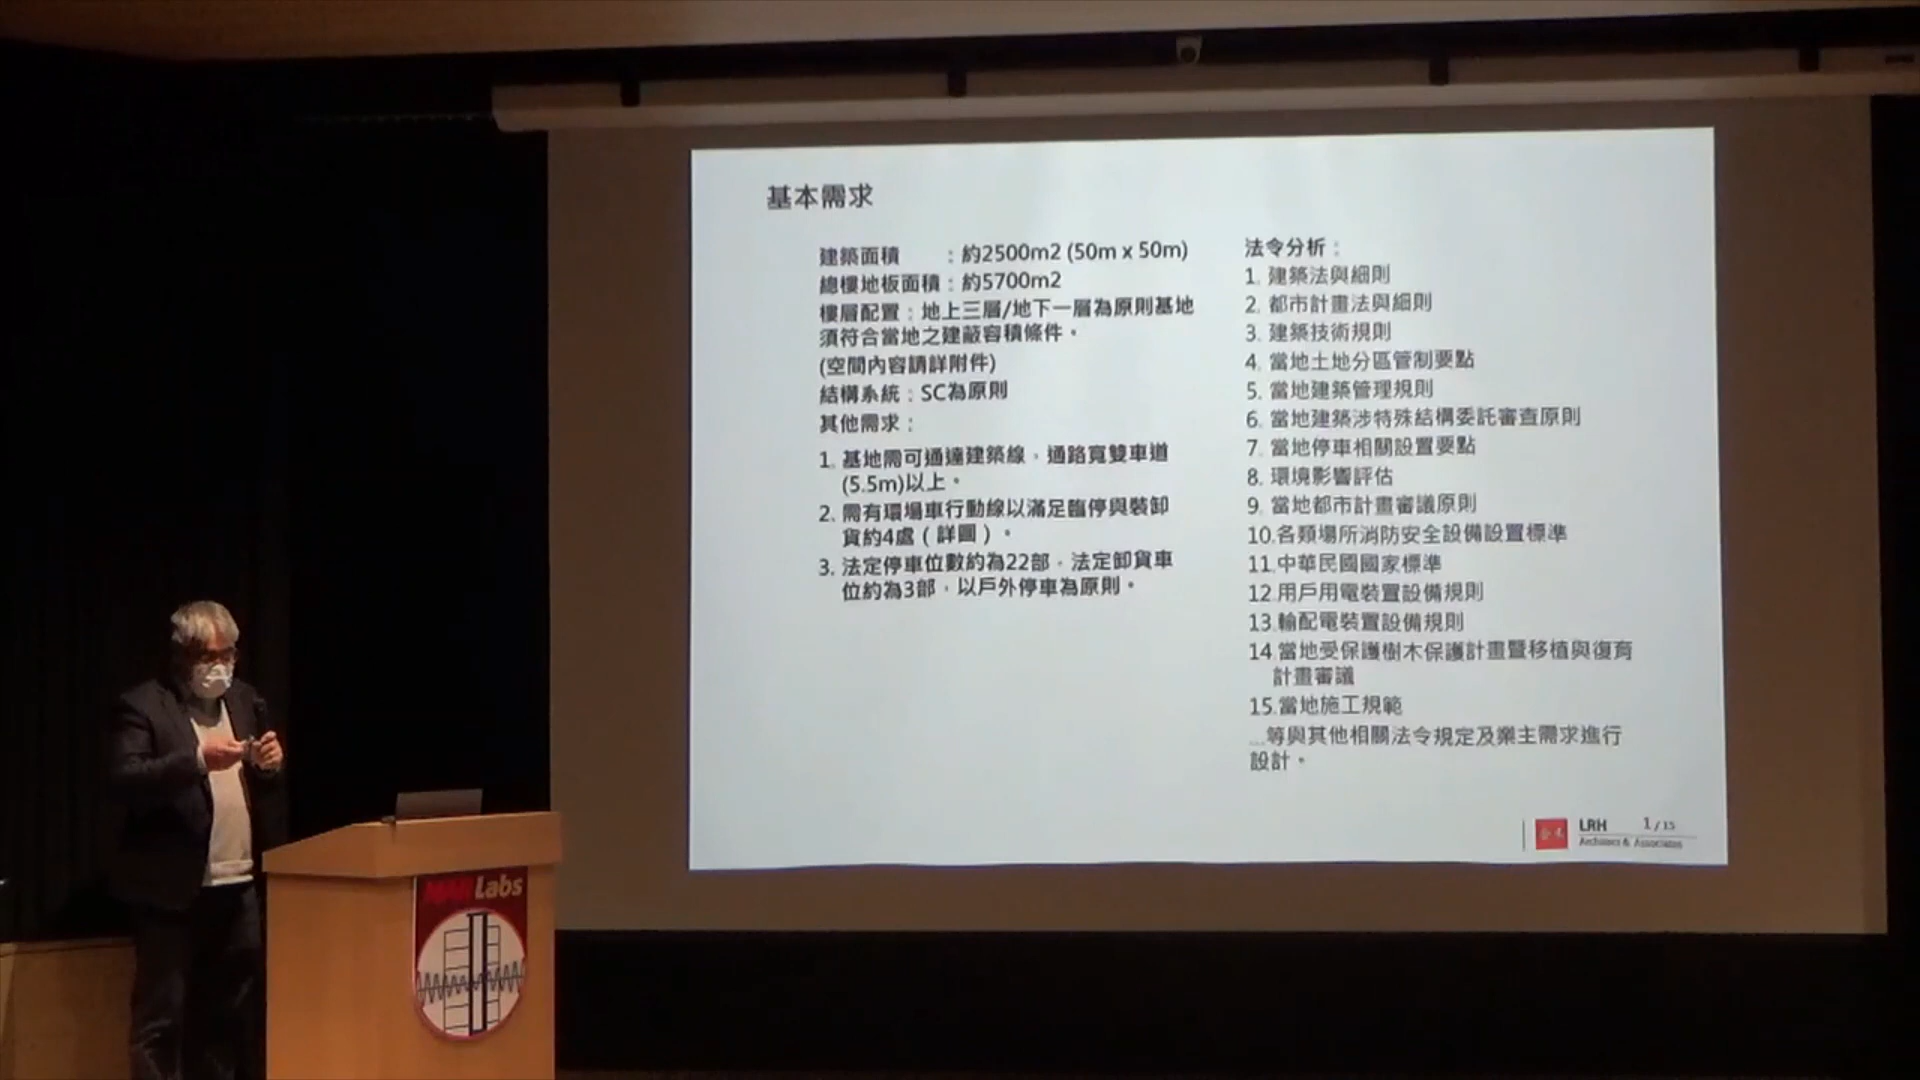 基本需求
建築面積　　：約2500m2 (50m x 50m)
總樓地板面積：約5700m2
樓層配置：地上三層/地下一層為原則基地
須符合當地之建蔽容積條件。
(空間內容請詳附件)
結構系統：SC為原則
其他需求：
1. 基地需可通達建築線，通路寬雙車道
(5.5m)以上。
2. 需有環場車行動線以滿足臨停與裝卸
貨約4處（詳圖）。
3. 法定停車位數約為22部，法定卸貨車
位約為3部，以戶外停車為原則。
法令分析：
1. 建築法與細則
2. 都市計畫法與細則
3. 建築技術規則
4. 當地土地分區管制要點
5. 當地建築管理規則
6. 當地建築涉特殊結構委託審查原則
7. 當地停車相關設置要點
8. 環境影響評估
9. 當地都市計畫審議原則
10.各類場所消防安全設備設置標準
11.中華民國國家標準
12.用戶用電裝置設備規則
13.輸配電裝置設備規則
14.當地受保護樹木保護計畫暨移植與復育
計畫審議
15.當地施工規範
...等與其他相關法令規定及業主需求進行
設計。
LRH 1/15
Architect & Associates
Labs